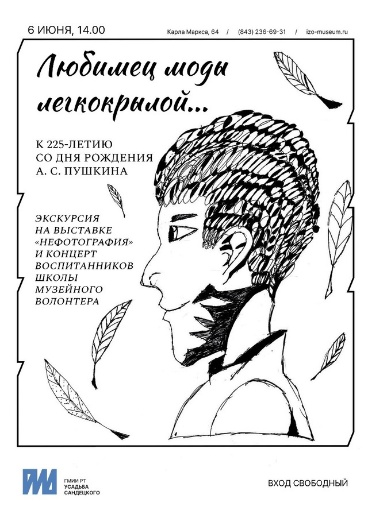 6 ИЮНЯ, 14.00
Карла Маркса, 64 / (843) 236-69-31 / izo-museum.ru
Любимец моды
легкокрылой...
К 225-ЛЕТИЮ
СО ДНЯ РОЖДЕНИЯ
А. С. ПУШКИНА
ЭКСКУРСИЯ
НА ВЫСТАВКЕ
«НЕФОТОГРАФИЯ»
И КОНЦЕРТ
ВОСПИТАННИКОВ
ШКОЛЫ
МУЗЕЙНОГО
ВОЛОНТЕРА
ГМИИ РТ
УСАДЬБА
САНДЕЦКОГО
ВХОД СВОБОДНЫЙ